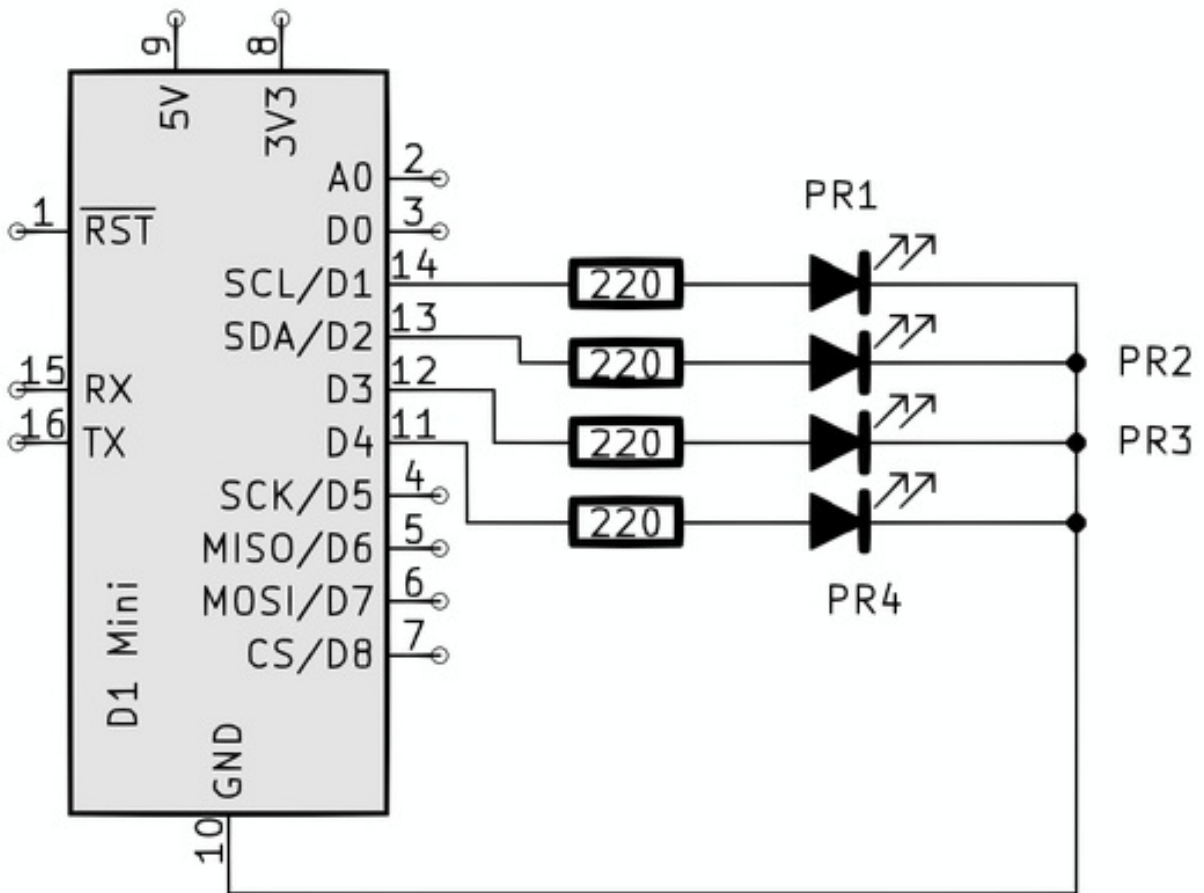 9
8
5V
3V3
A0 2
1 RST D0 3
PR1
SCL/D1 14 220
SDA/D2 13 220 PR2
15 RX D3 12 220 PR3
16 TX D4 11 220
SCK/D5 4
MISO/D6 5
MOSI/D7 6
PR4
CS/D8 7
D1 Mini
GND
10